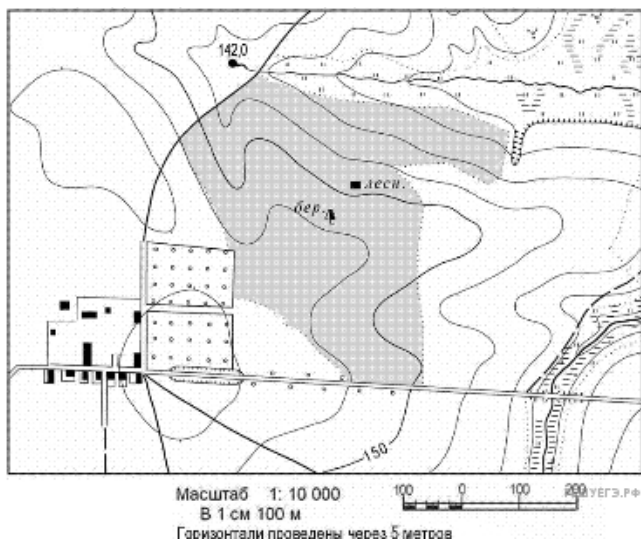 142,0
лесн.
бер.
150
Масштаб 1: 10 000
В 1 см 100 м
100 0 100 200
Горизонтали проведены через 5 метров